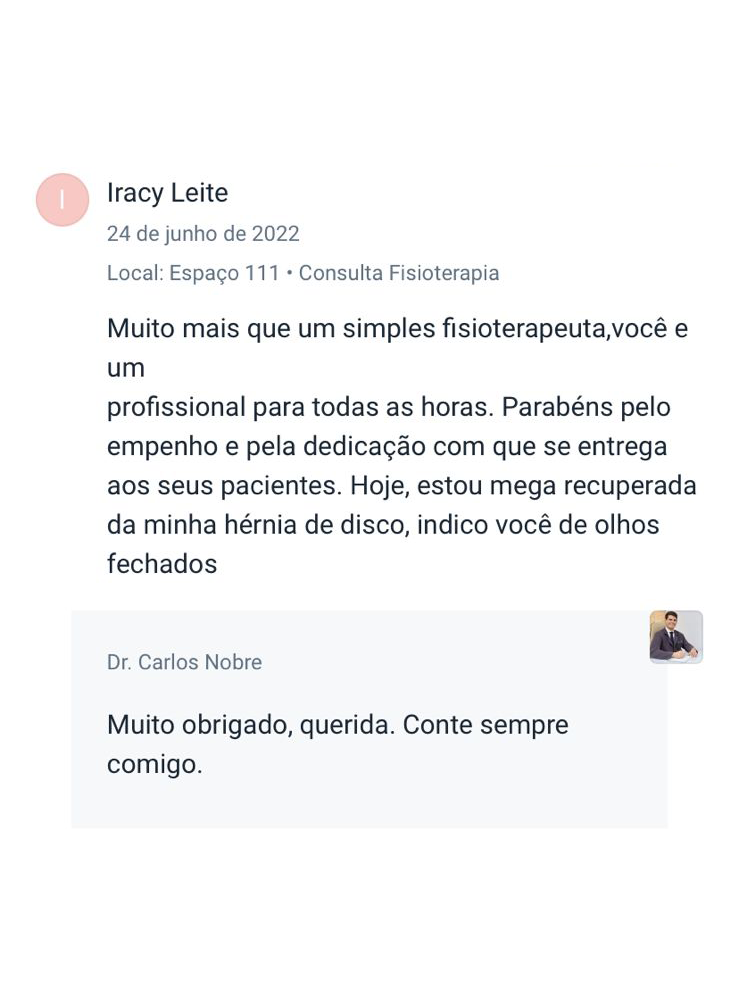 I
Iracy Leite
24 de junho de 2022
Local: Espaço 111 • Consulta Fisioterapia
Muito mais que um simples fisioterapeuta,você e
um
profissional para todas as horas. Parabéns pelo
empenho e pela dedicação com que se entrega
aos seus pacientes. Hoje, estou mega recuperada
da minha hérnia de disco, indico você de olhos
fechados
Dr. Carlos Nobre
Muito obrigado, querida. Conte sempre
comigo.